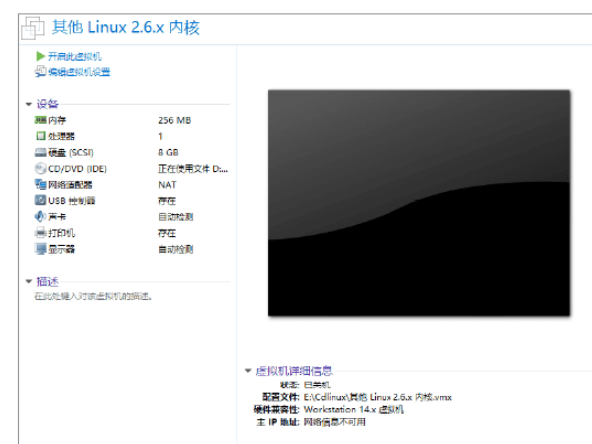 其他 Linux 2.6.x 内核
开启此虚拟机
编辑虚拟机设置
设备
内存 256 MB
处理器 1
硬盘 (SCSI) 8 GB
CD/DVD (IDE) 正在使用文件 D:...
网络适配器 NAT
USB 控制器 存在
声卡 自动检测
打印机 存在
显示器 自动检测
描述
在此处键入对该虚拟机的描述。
虚拟机详细信息
状态: 已关机
配置文件: E:\Cdlinux\其他 Linux 2.6.x 内核.vmx
硬件兼容性: Workstation 14.x 虚拟机
主 IP 地址: 网络信息不可用